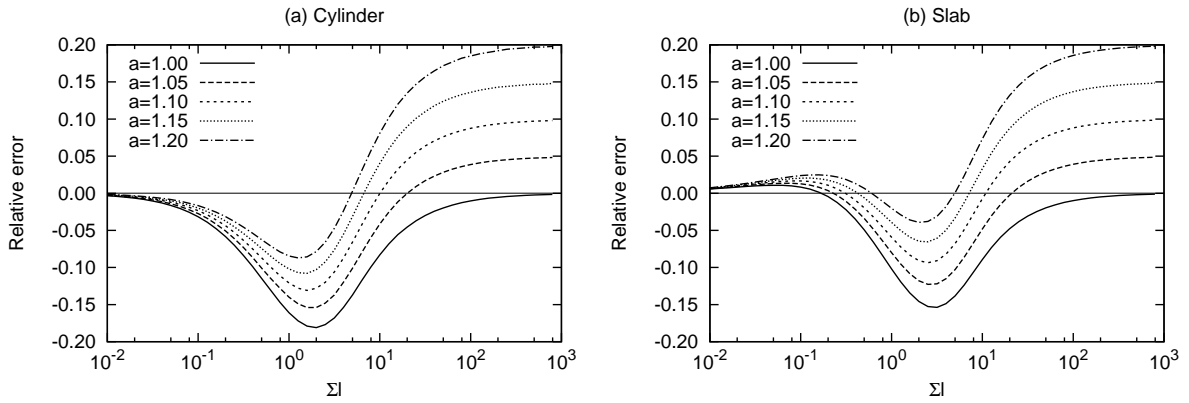 (a) Cylinder
0.20
0.15
0.10
0.05
0.00
-0.05
-0.10
-0.15
-0.20
Relative error
a=1.00
a=1.05
a=1.10
a=1.15
a=1.20
10-2 10-1 100 101 102 103
Σl
(b) Slab
0.20
0.15
0.10
0.05
0.00
-0.05
-0.10
-0.15
-0.20
Relative error
a=1.00
a=1.05
a=1.10
a=1.15
a=1.20
10-2 10-1 100 101 102 103
Σl